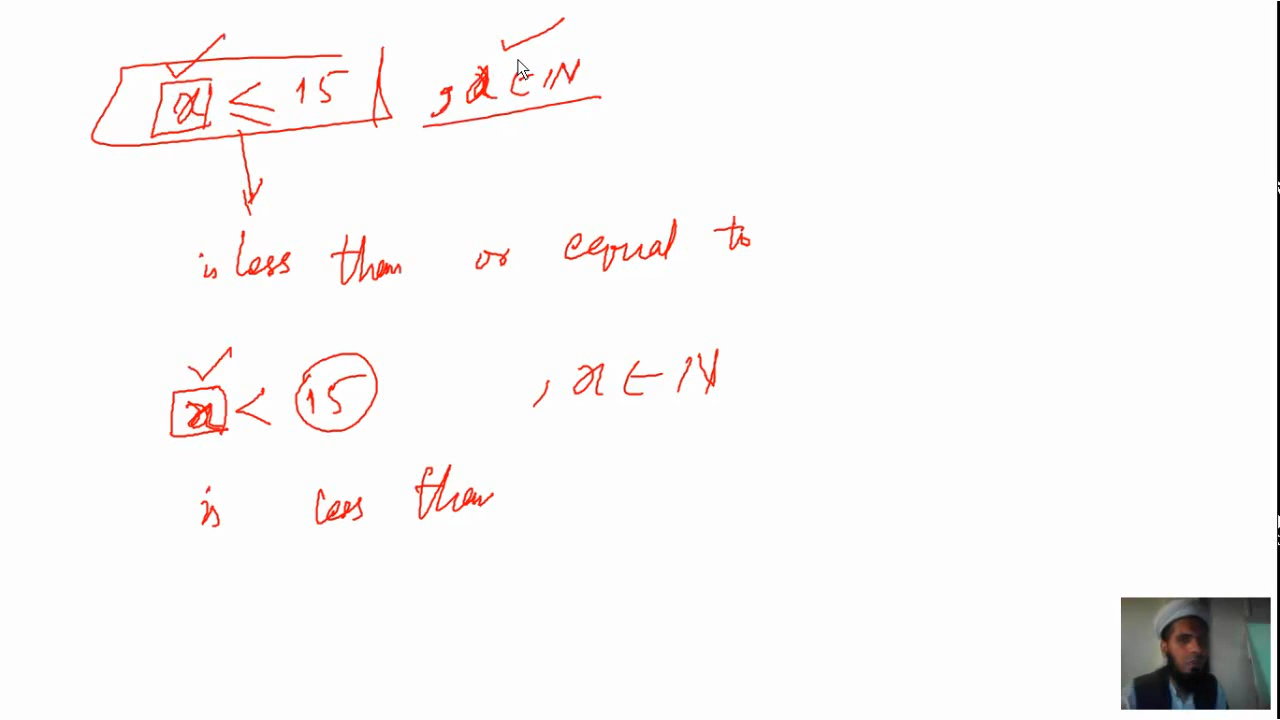 x ≤ 15 , x ∈ N
is less than or equal to
x < 15 , x ∈ N
is less than